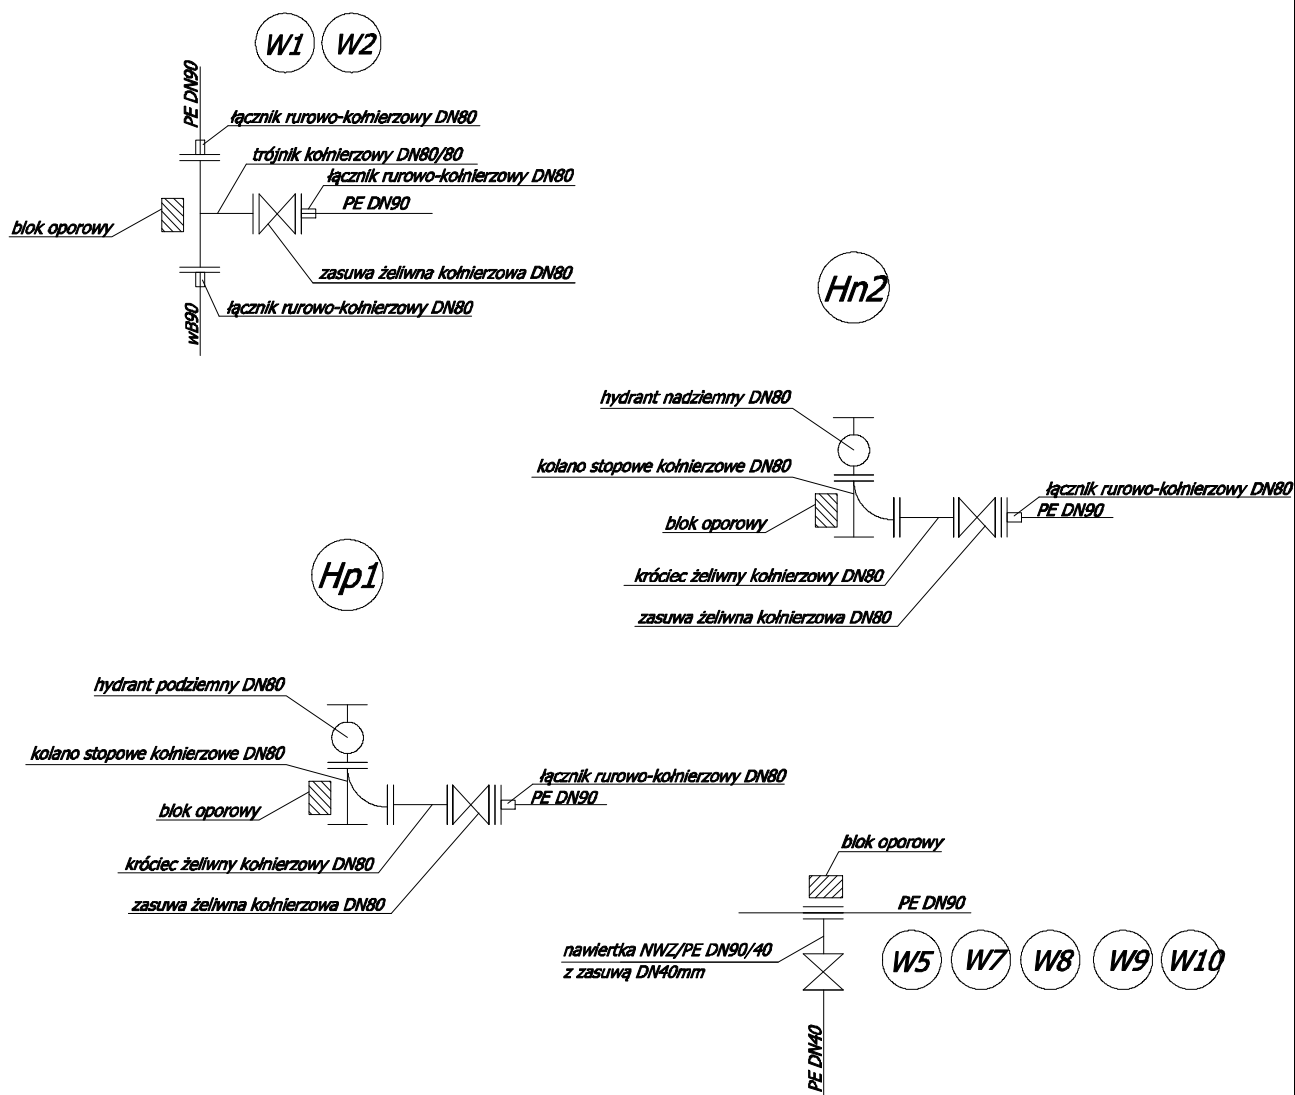 W1 W2
PE DN90
łącznik rurowo-kołnierzowy DN80
trójnik kołnierzowy DN80/80
łącznik rurowo-kołnierzowy DN80
PE DN90
blok oporowy
zasuwa żeliwna kołnierzowa DN80
łącznik rurowo-kołnierzowy DN80
wB90
Hn2
hydrant nadziemny DN80
kolano stopowe kołnierzowe DN80
łącznik rurowo-kołnierzowy DN80
PE DN90
blok oporowy
króciec żeliwny kołnierzowy DN80
zasuwa żeliwna kołnierzowa DN80
Hp1
hydrant podziemny DN80
kolano stopowe kołnierzowe DN80
łącznik rurowo-kołnierzowy DN80
PE DN90
blok oporowy
króciec żeliwny kołnierzowy DN80
zasuwa żeliwna kołnierzowa DN80
blok oporowy
PE DN90
nawiertka NWZ/PE DN90/40
z zasuwą DN40mm
W5 W7 W8 W9 W10
PE DN40